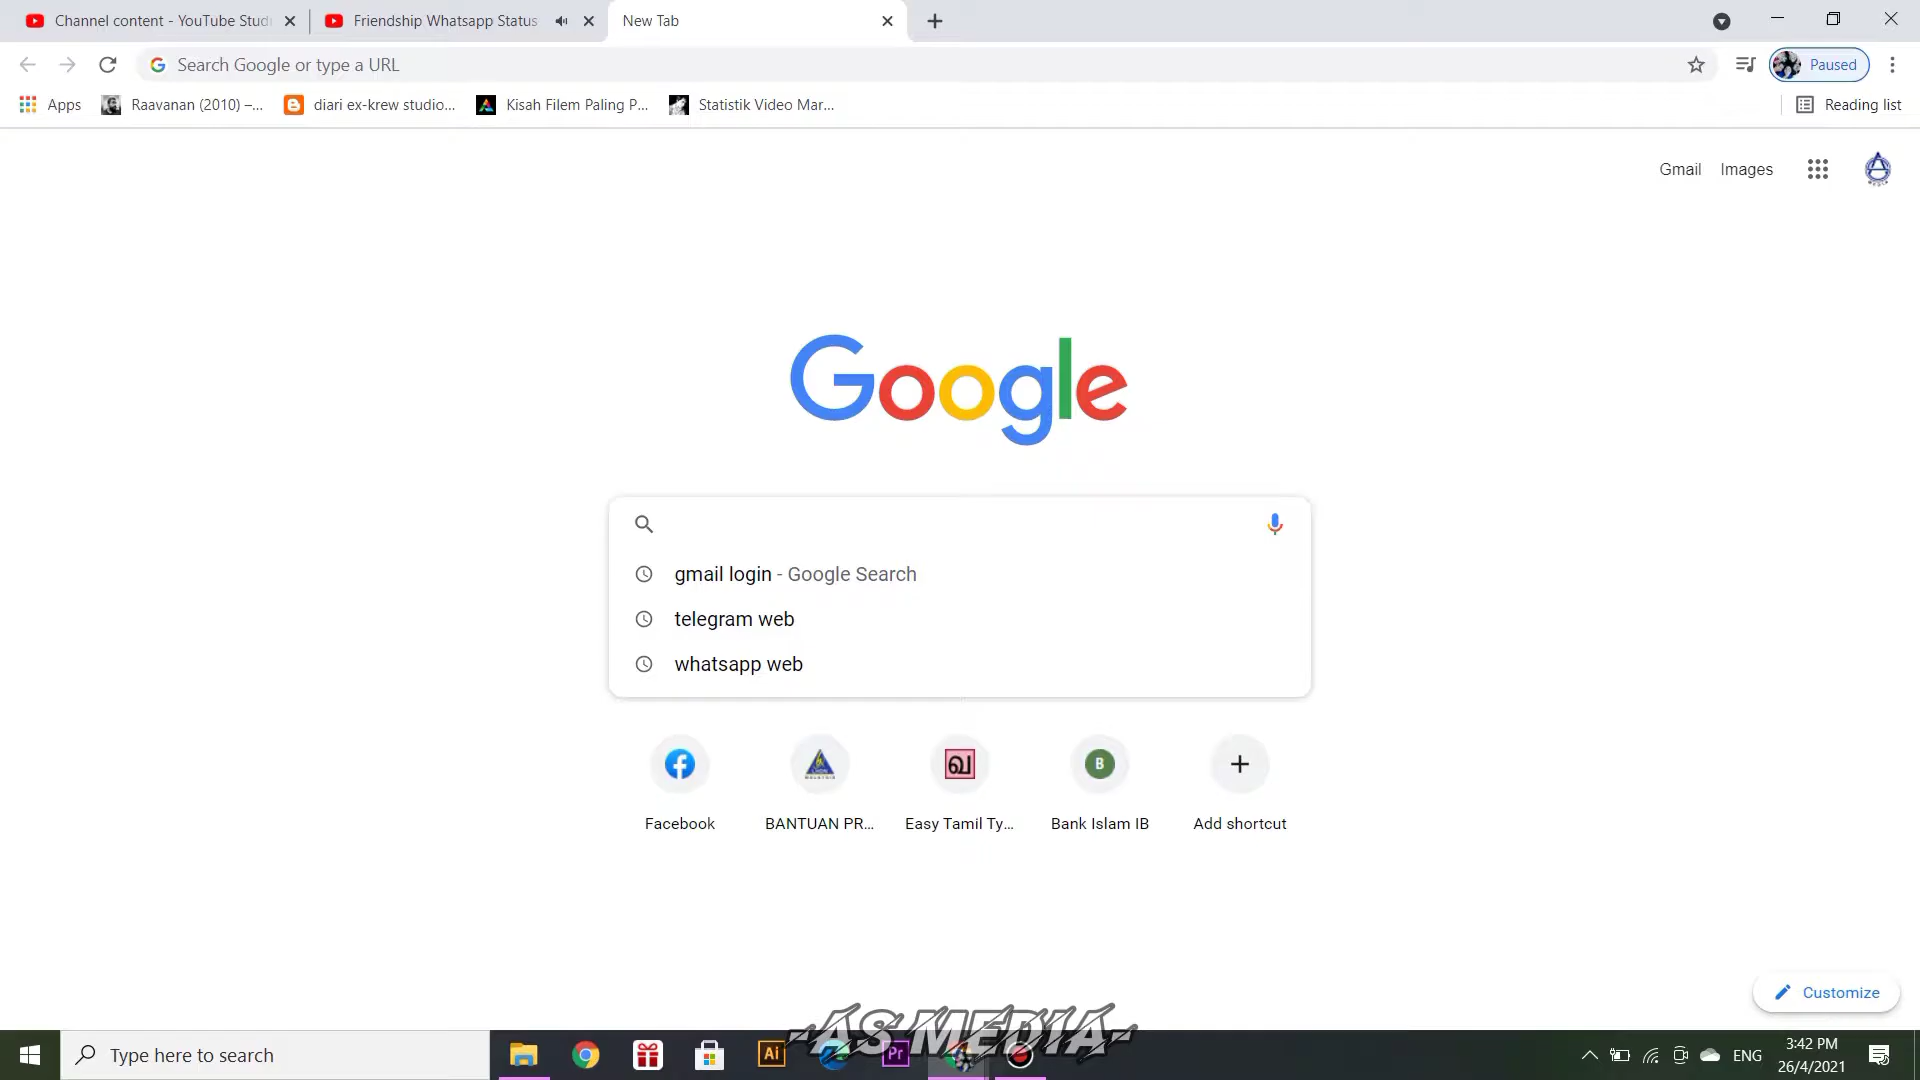 Channel content - YouTube Studi
Friendship Whatsapp Status
New Tab
Search Google or type a URL
Paused
Apps
Raavanan (2010) –...
diari ex-krew studio...
Kisah Filem Paling P...
Statistik Video Mar...
Reading list
Gmail
Images
Google
gmail login - Google Search
telegram web
whatsapp web
B
வ
Facebook
BANTUAN PR...
Easy Tamil Ty...
Bank Islam IB
Add shortcut
Customize
-AS MEDIA-
Type here to search
Ai
Pr
ENG
3:42 PM
26/4/2021